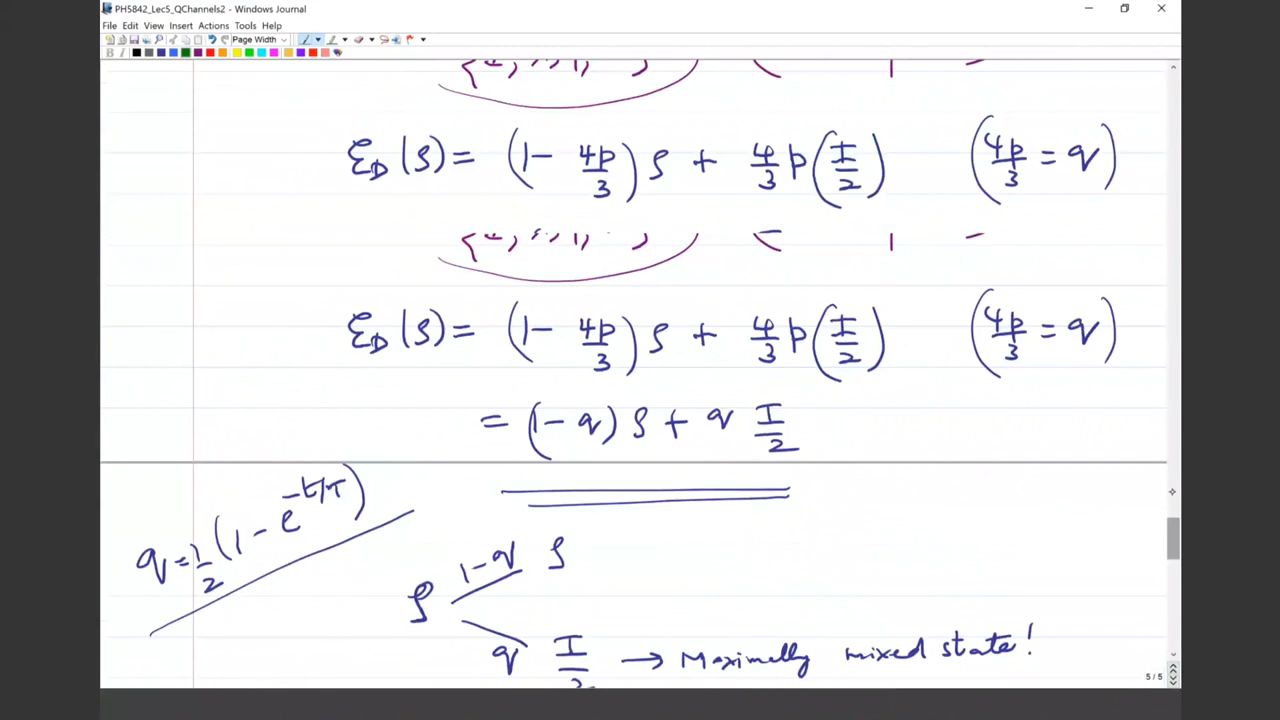 PH5842_Lec5_QChannels2 - Windows Journal
File Edit View Insert Actions Tools Help
Page Width
B I
ℰ_D (ρ) = (1 - 4p/3) ρ + 4/3 p (I/2) (4p/3 = q)
ℰ_D (ρ) = (1 - 4p/3) ρ + 4/3 p (I/2) (4p/3 = q)
= (1 - q) ρ + q I/2
q = 1/2 (1 - e^{-t/T})
1-q ρ
ρ
q I/2 → Maximally mixed state!
5 / 5